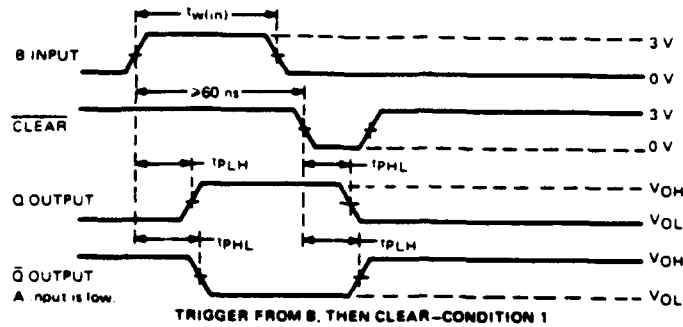 tw(in)
B INPUT
3 V
0 V
≥60 ns
CLEAR
3 V
0 V
tPLH
tPHL
Q OUTPUT
VOH
VOL
tPHL
tPLH
Q̄ OUTPUT
VOH
A input is low.
VOL
TRIGGER FROM B, THEN CLEAR–CONDITION 1